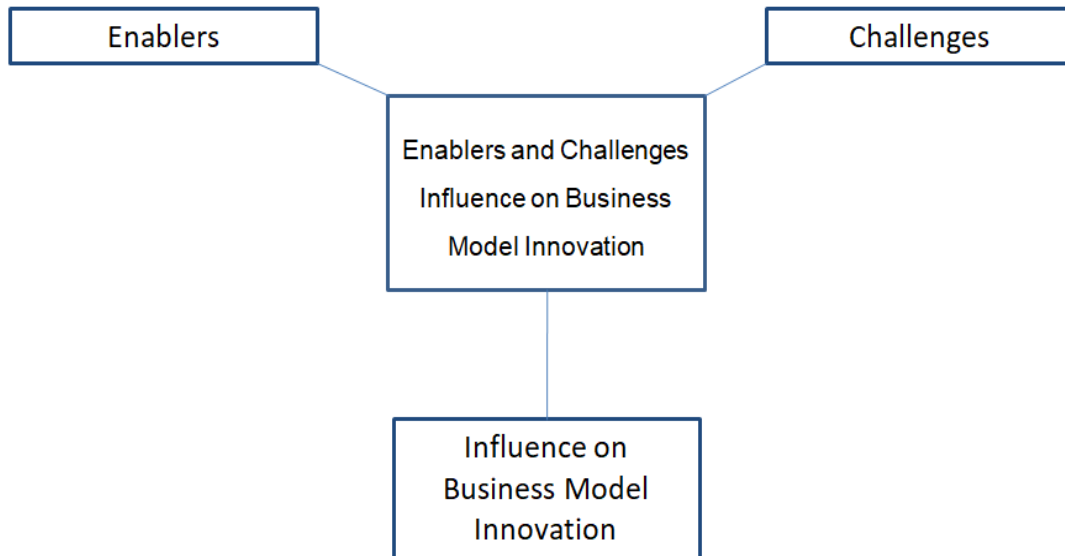 Enablers
Challenges
Enablers and Challenges
Influence on Business
Model Innovation
Influence on
Business Model
Innovation